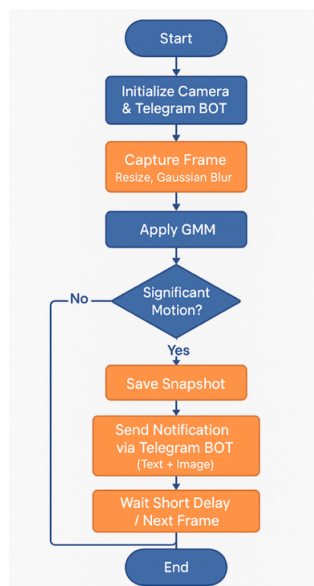 Start
Initialize Camera
& Telegram BOT
Capture Frame
Resize, Gaussian Blur
Apply GMM
Significant
Motion?
No
Yes
Save Snapshot
Send Notification
via Telegram BOT
(Text + Image)
Wait Short Delay
/ Next Frame
End